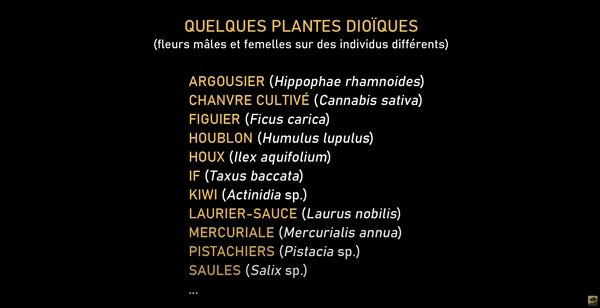 QUELQUES PLANTES DIOÏQUES
(fleurs mâles et femelles sur des individus différents)
ARGOUSIER (Hippophae rhamnoides)
CHANVRE CULTIVÉ (Cannabis sativa)
FIGUIER (Ficus carica)
HOUBLON (Humulus lupulus)
HOUX (Ilex aquifolium)
IF (Taxus baccata)
KIWI (Actinidia sp.)
LAURIER-SAUCE (Laurus nobilis)
MERCURIALE (Mercurialis annua)
PISTACHIERS (Pistacia sp.)
SAULES (Salix sp.)
...